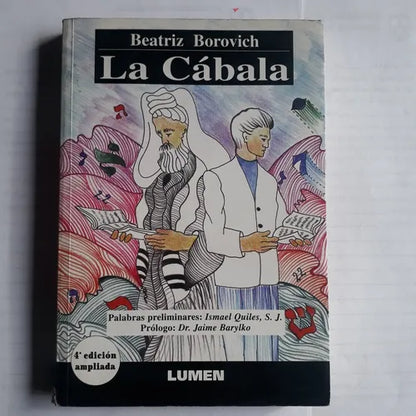 Beatriz Borovich
La Cábala
Palabras preliminares: Ismael Quiles, S. J.
Prólogo: Dr. Jaime Barylko
4ª edición
ampliada
LUMEN